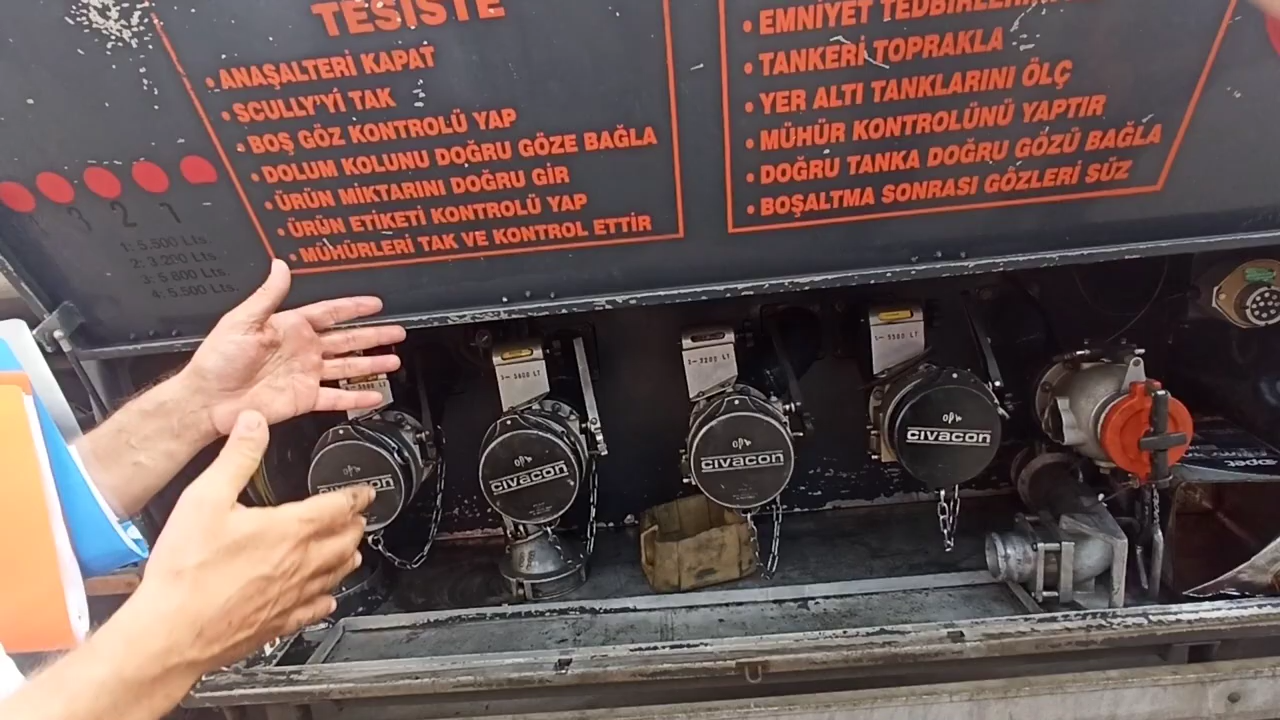 TESİSTE
• ANAŞALTERİ KAPAT
• SCULLY'Yİ TAK
• BOŞ GÖZ KONTROLÜ YAP
• DOLUM KOLUNU DOĞRU GÖZE BAĞLA
• ÜRÜN MİKTARINI DOĞRU GİR
• ÜRÜN ETİKETİ KONTROLÜ YAP
• MÜHÜRLERİ TAK VE KONTROL ETTİR
• EMNİYET
• TANKERİ TOPRAKLA
• YER ALTI TANKLARINI ÖLÇ
• MÜHÜR KONTROLÜNÜ YAPTIR
• DOĞRU TANKA DOĞRU GÖZÜ BAĞLA
• BOŞALTMA SONRASI GÖZLERİ SÜZ
3 2 1
1: 5.500 Lts.
2: 3.200 Lts.
3: 5.600 Lts.
4: 5.500 Lts.
5600 LT
3200 LT
5500 LT
civacon
civacon
civacon
civacon